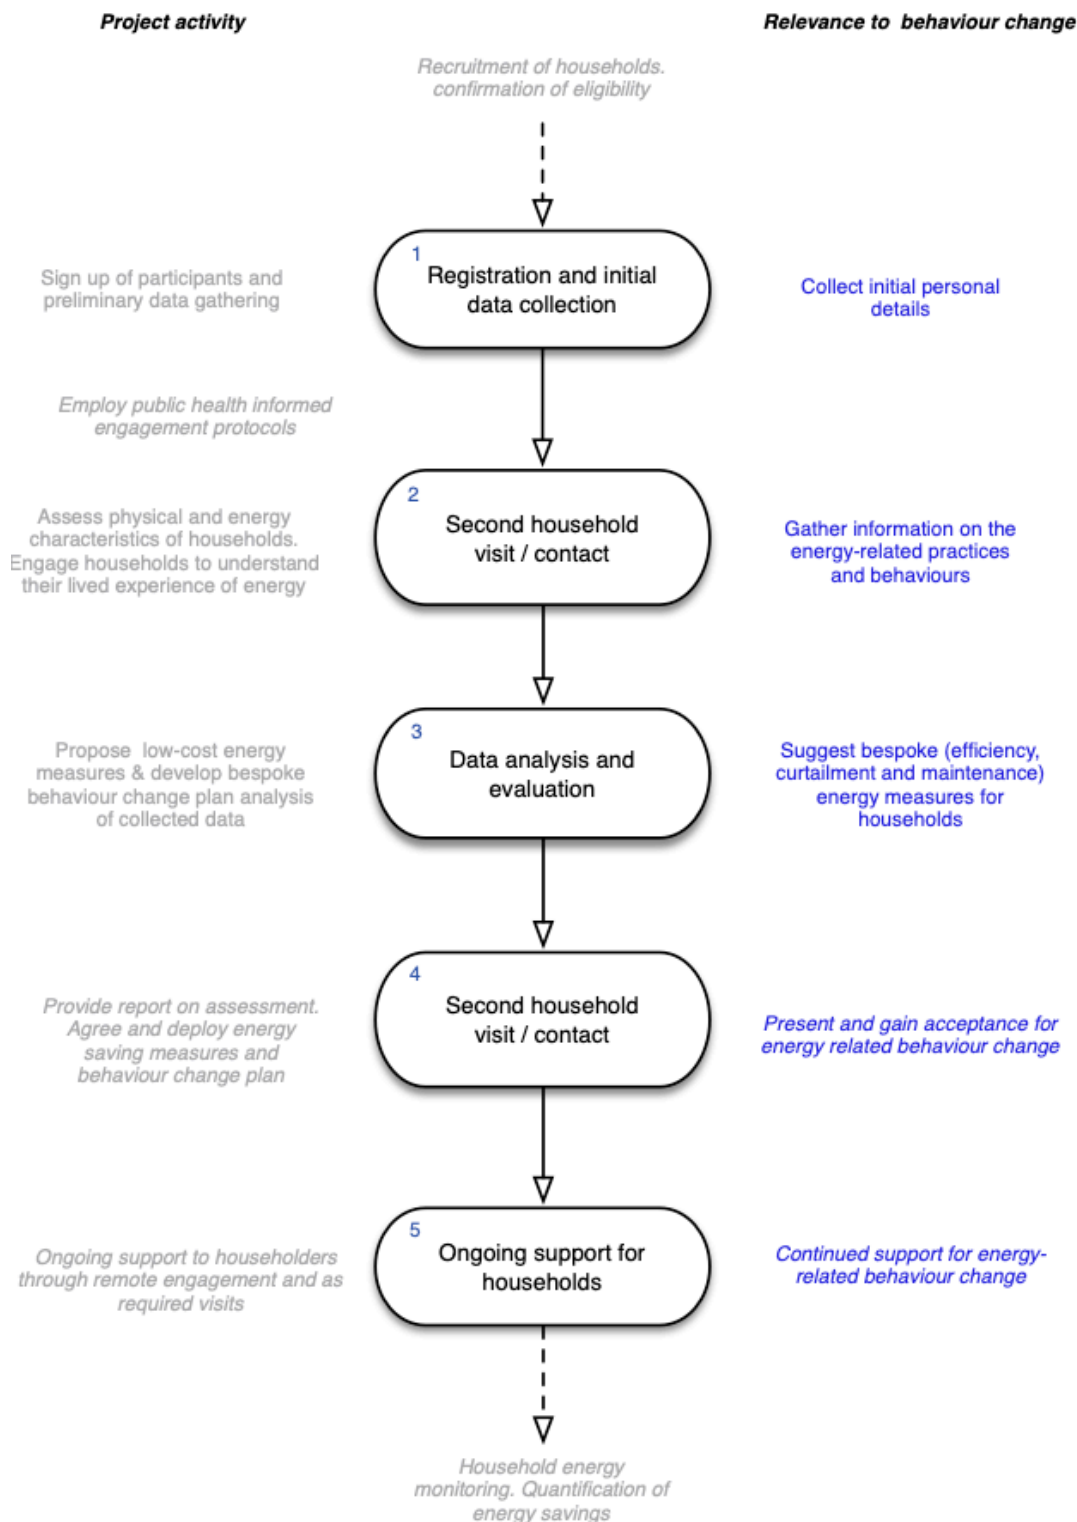 Project activity
Relevance to  behaviour change
Recruitment of households.
confirmation of eligibility
Sign up of participants and
preliminary data gathering
1
Registration and initial
data collection
Collect initial personal
details
Employ public health informed
engagement protocols
Assess physical and energy
characteristics of households.
Engage households to understand
their lived experience of energy
2
Second household
visit / contact
Gather information on the
energy-related practices
and behaviours
Propose  low-cost energy
measures & develop bespoke
behaviour change plan analysis
of collected data
3
Data analysis and
evaluation
Suggest bespoke (efficiency,
curtailment and maintenance)
energy measures for
households
Provide report on assessment.
Agree and deploy energy
saving measures and
behaviour change plan
4
Second household
visit / contact
Present and gain acceptance for
energy related behaviour change
Ongoing support to householders
through remote engagement and as
required visits
5
Ongoing support for
households
Continued support for energy-
related behaviour change
Household energy
monitoring. Quantification of
energy savings